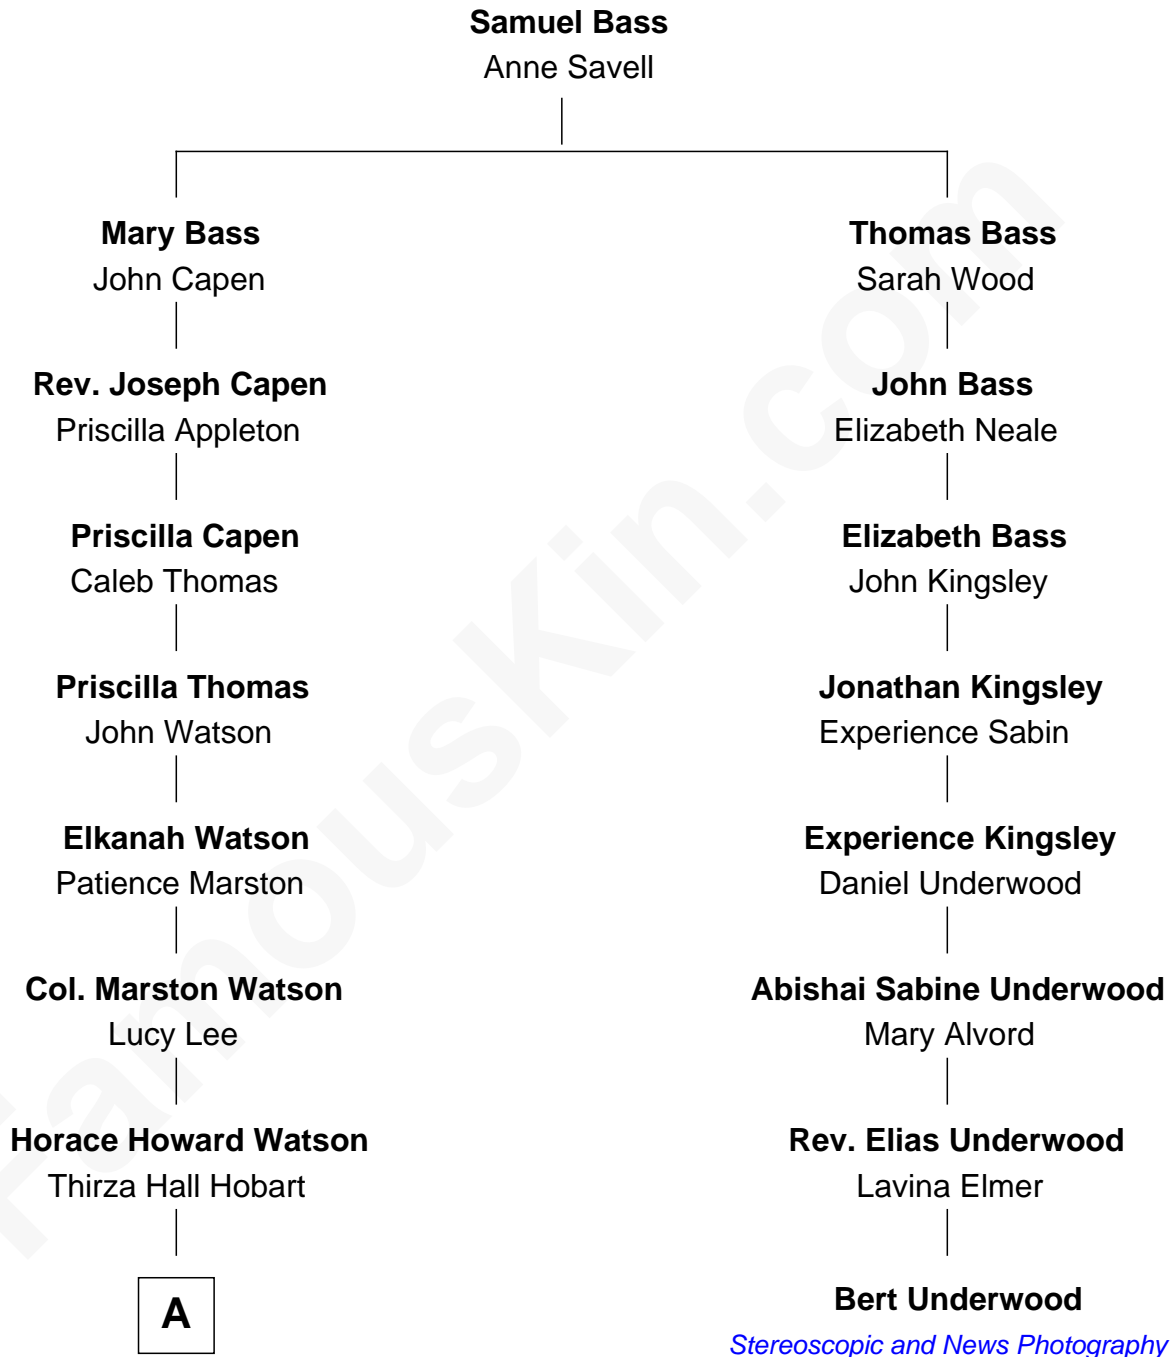 Samuel Bass
Anne Savell
Mary Bass
John Capen
Thomas Bass
Sarah Wood
Rev. Joseph Capen
Priscilla Appleton
John Bass
Elizabeth Neale
Priscilla Capen
Caleb Thomas
Elizabeth Bass
John Kingsley
Priscilla Thomas
John Watson
Jonathan Kingsley
Experience Sabin
Elkanah Watson
Patience Marston
Experience Kingsley
Daniel Underwood
Col. Marston Watson
Lucy Lee
Abishai Sabine Underwood
Mary Alvord
Horace Howard Watson
Thirza Hall Hobart
Rev. Elias Underwood
Lavina Elmer
A
Bert Underwood
Stereoscopic and News Photography
FamousKin.com